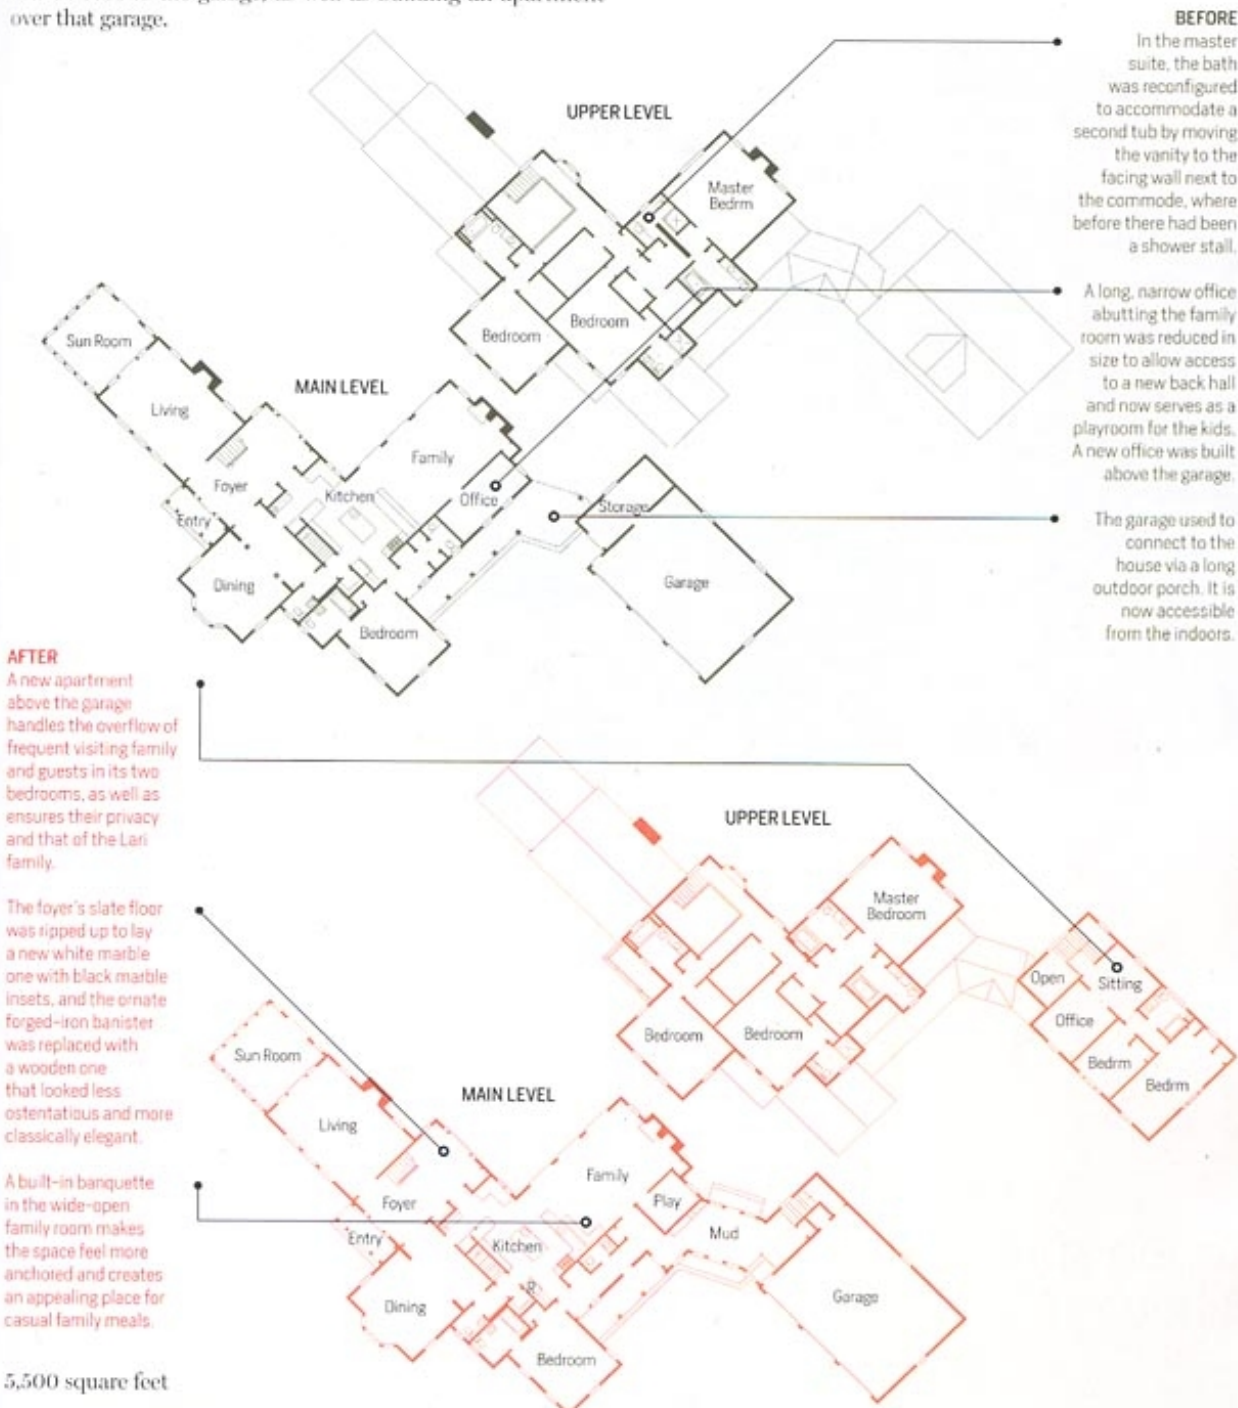 over that garage.
BEFORE
In the master
suite, the bath
was reconfigured
to accommodate a
second tub by moving
the vanity to the
facing wall next to
the commode, where
before there had been
a shower stall.
A long, narrow office
abutting the family
room was reduced in
size to allow access
to a new back hall
and now serves as a
playroom for the kids.
A new office was built
above the garage.
The garage used to
connect to the
house via a long
outdoor porch. It is
now accessible
from the indoors.
UPPER LEVEL
Master
Bedrm
Bedroom
Bedroom
MAIN LEVEL
Sun Room
Living
Family
Foyer
Kitchen
Office
Storage
Entry
Dining
Garage
Bedroom
AFTER
A new apartment
above the garage
handles the overflow of
frequent visiting family
and guests in its two
bedrooms, as well as
ensures their privacy
and that of the Lari
family.
The foyer's slate floor
was ripped up to lay
a new white marble
one with black marble
insets, and the ornate
forged-iron banister
was replaced with
a wooden one
that looked less
ostentatious and more
classically elegant.
A built-in banquette
in the wide-open
family room makes
the space feel more
anchored and creates
an appealing place for
casual family meals.
5,500 square feet
UPPER LEVEL
Master
Bedroom
Open
Sitting
Office
Bedroom
Bedroom
Bedrm
Bedrm
MAIN LEVEL
Sun Room
Living
Family
Play
Foyer
Mud
Entry
Kitchen
Dining
Garage
Bedroom